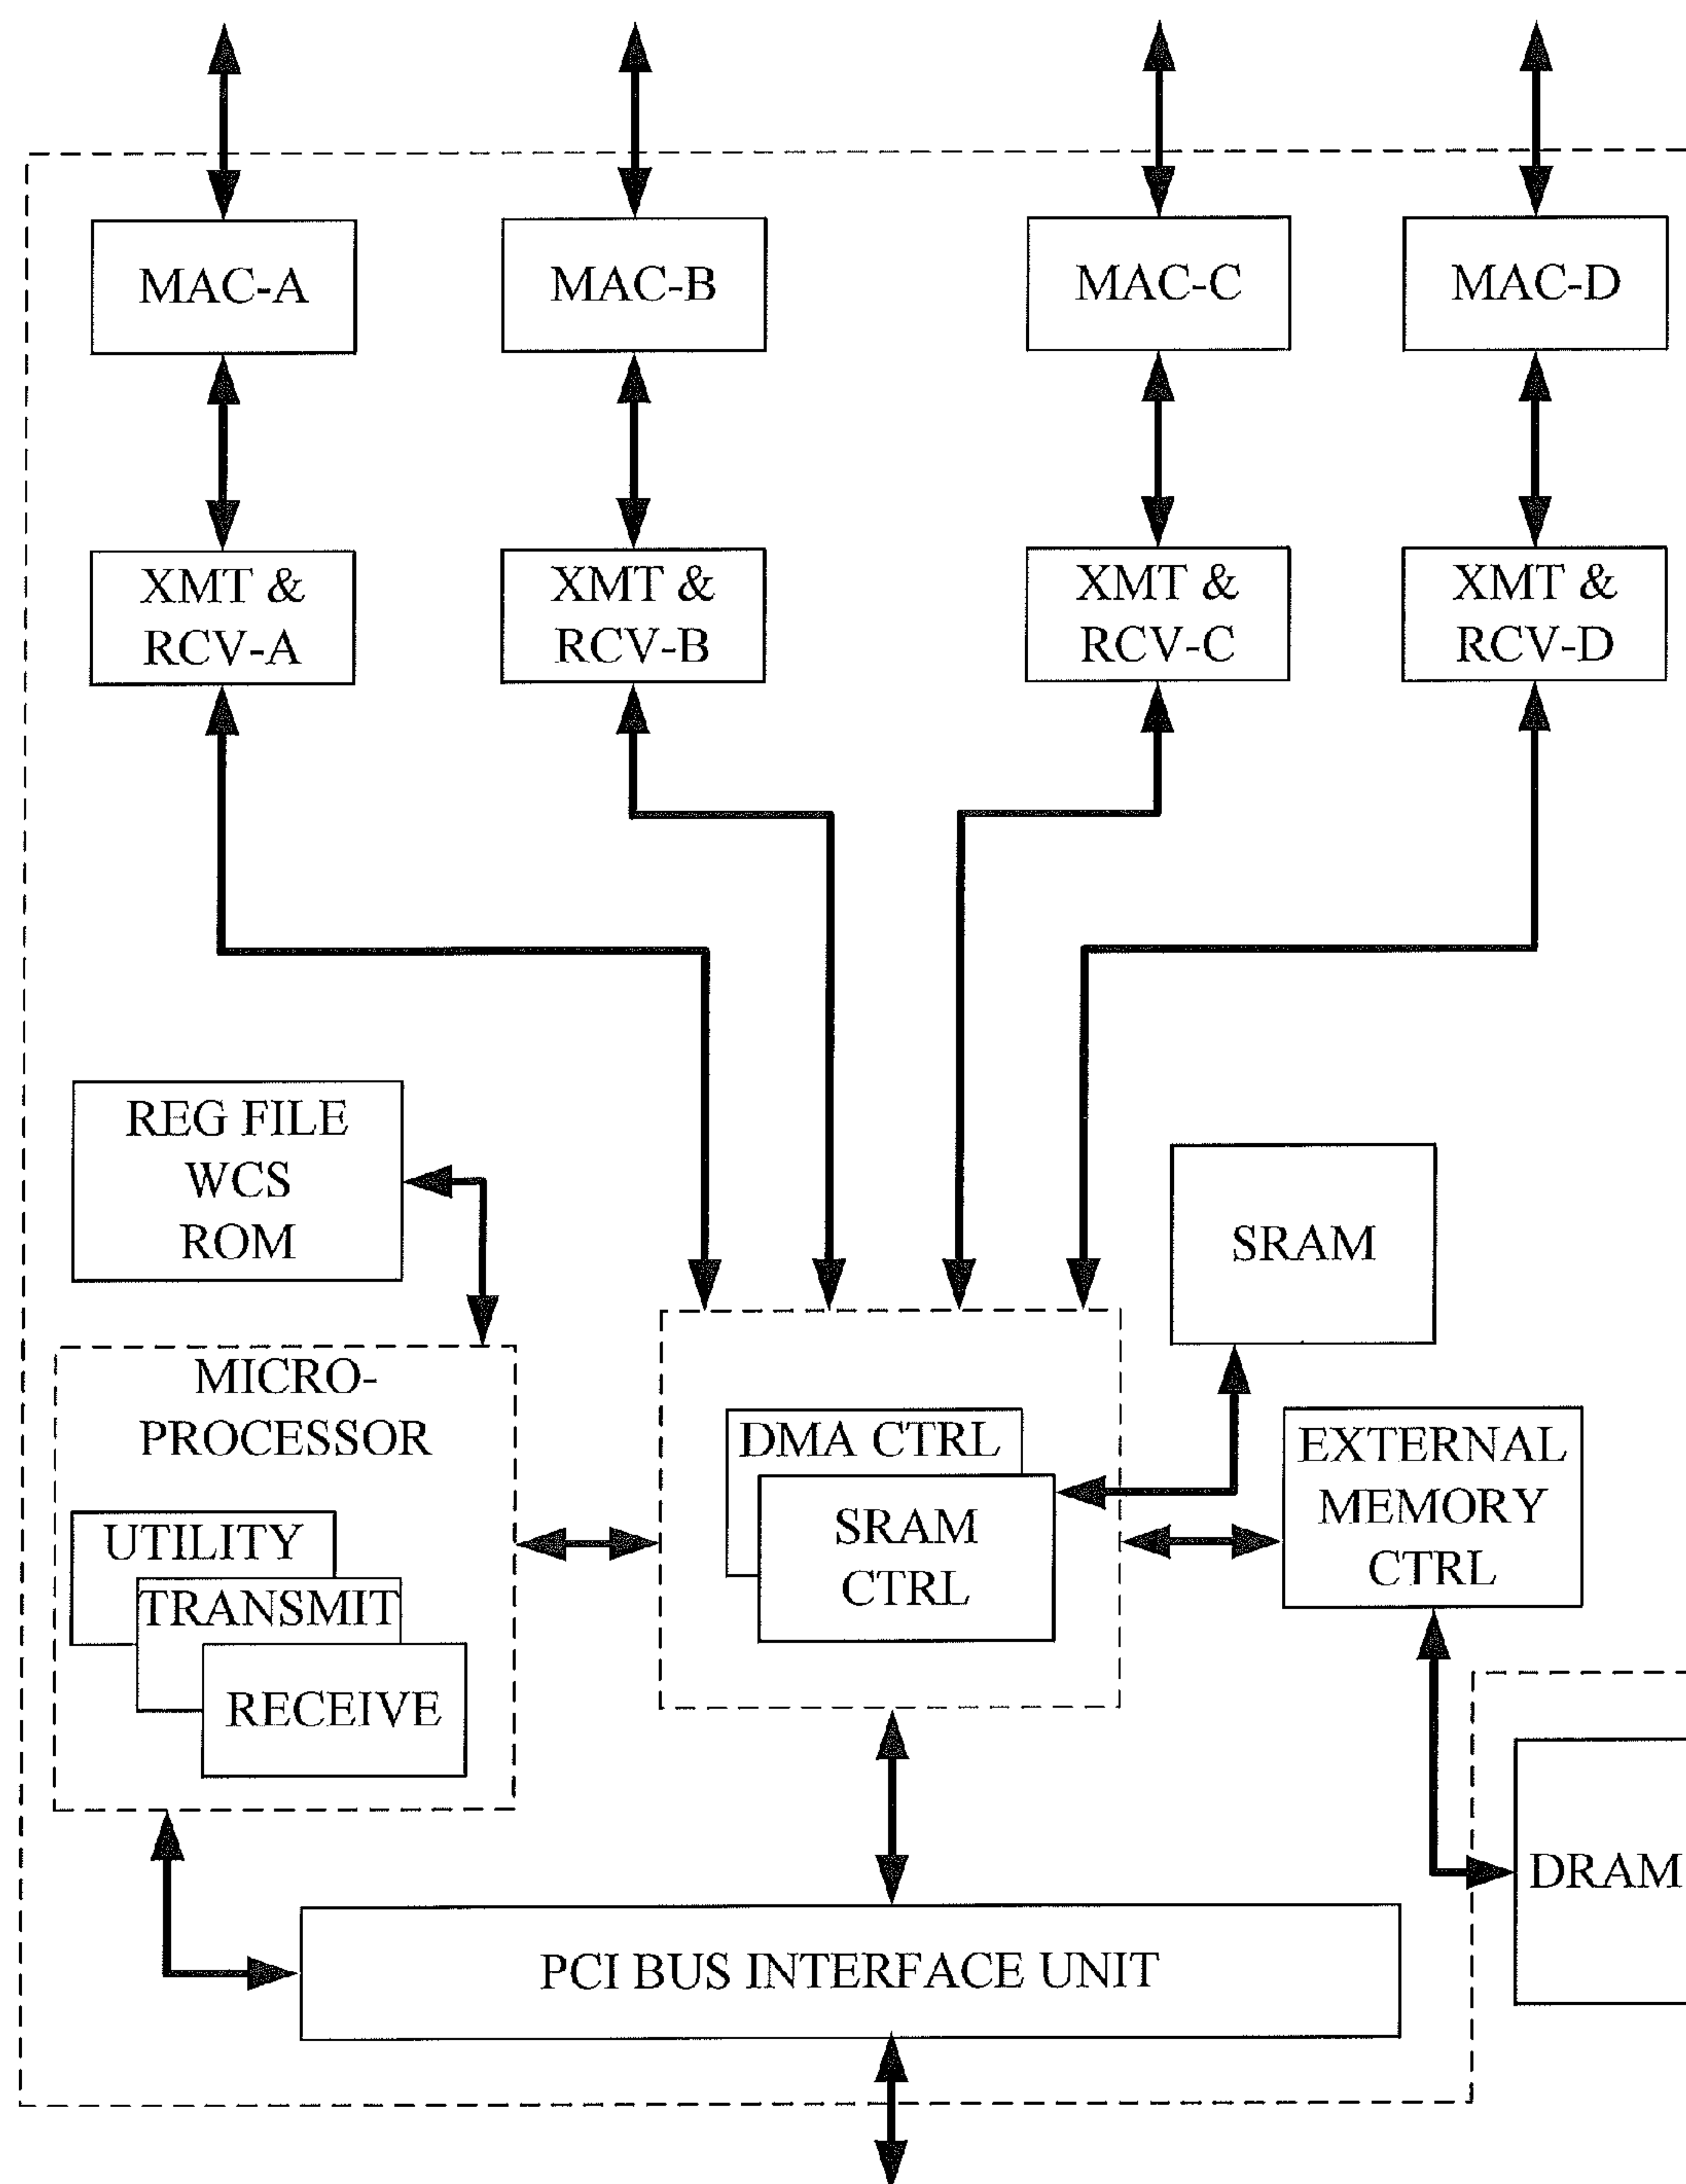 MAC-A
MAC-B
MAC-C
MAC-D
XMT &
RCV-A
XMT &
RCV-B
XMT &
RCV-C
XMT &
RCV-D
REG FILE
WCS
ROM
SRAM
MICRO-
PROCESSOR
UTILITY
TRANSMIT
RECEIVE
DMA CTRL
SRAM
CTRL
EXTERNAL
MEMORY
CTRL
DRAM
PCI BUS INTERFACE UNIT